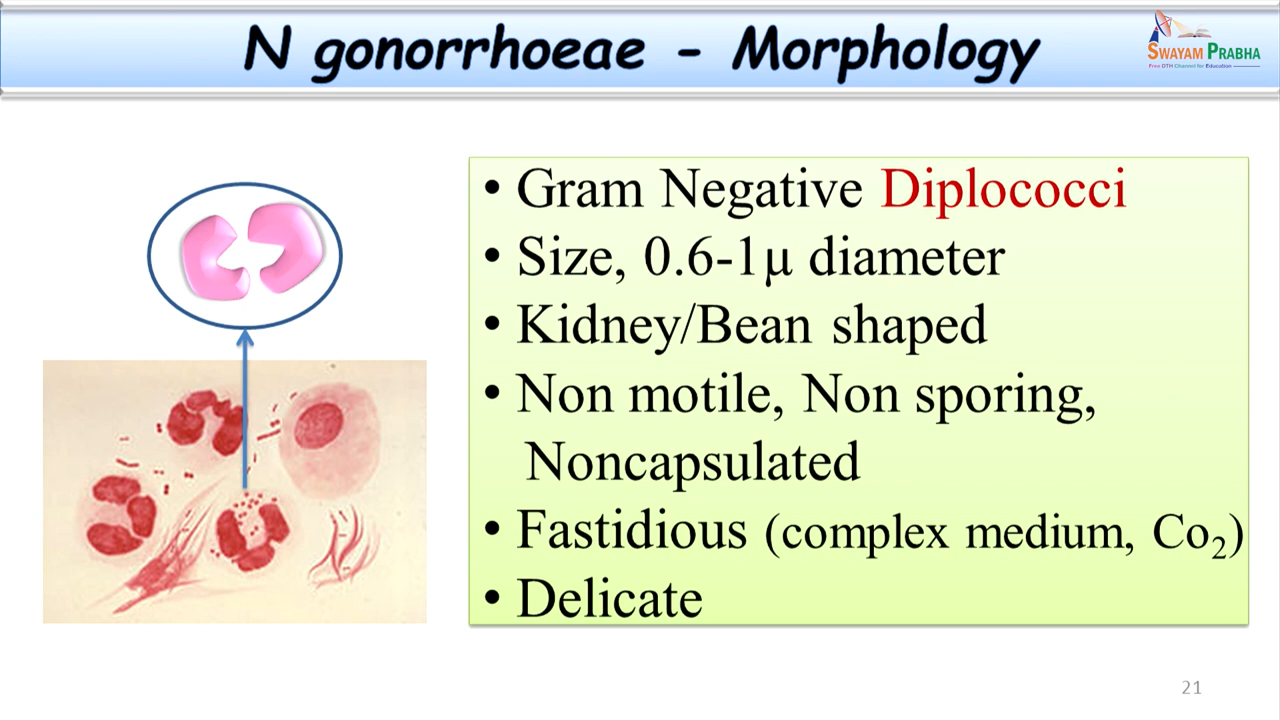 N gonorrhoeae - Morphology
SWAYAM PRABHA
Free DTH Channel for Education
• Gram Negative Diplococci
• Size, 0.6-1µ diameter
• Kidney/Bean shaped
• Non motile, Non sporing,
Noncapsulated
• Fastidious (complex medium, Co₂)
• Delicate
21